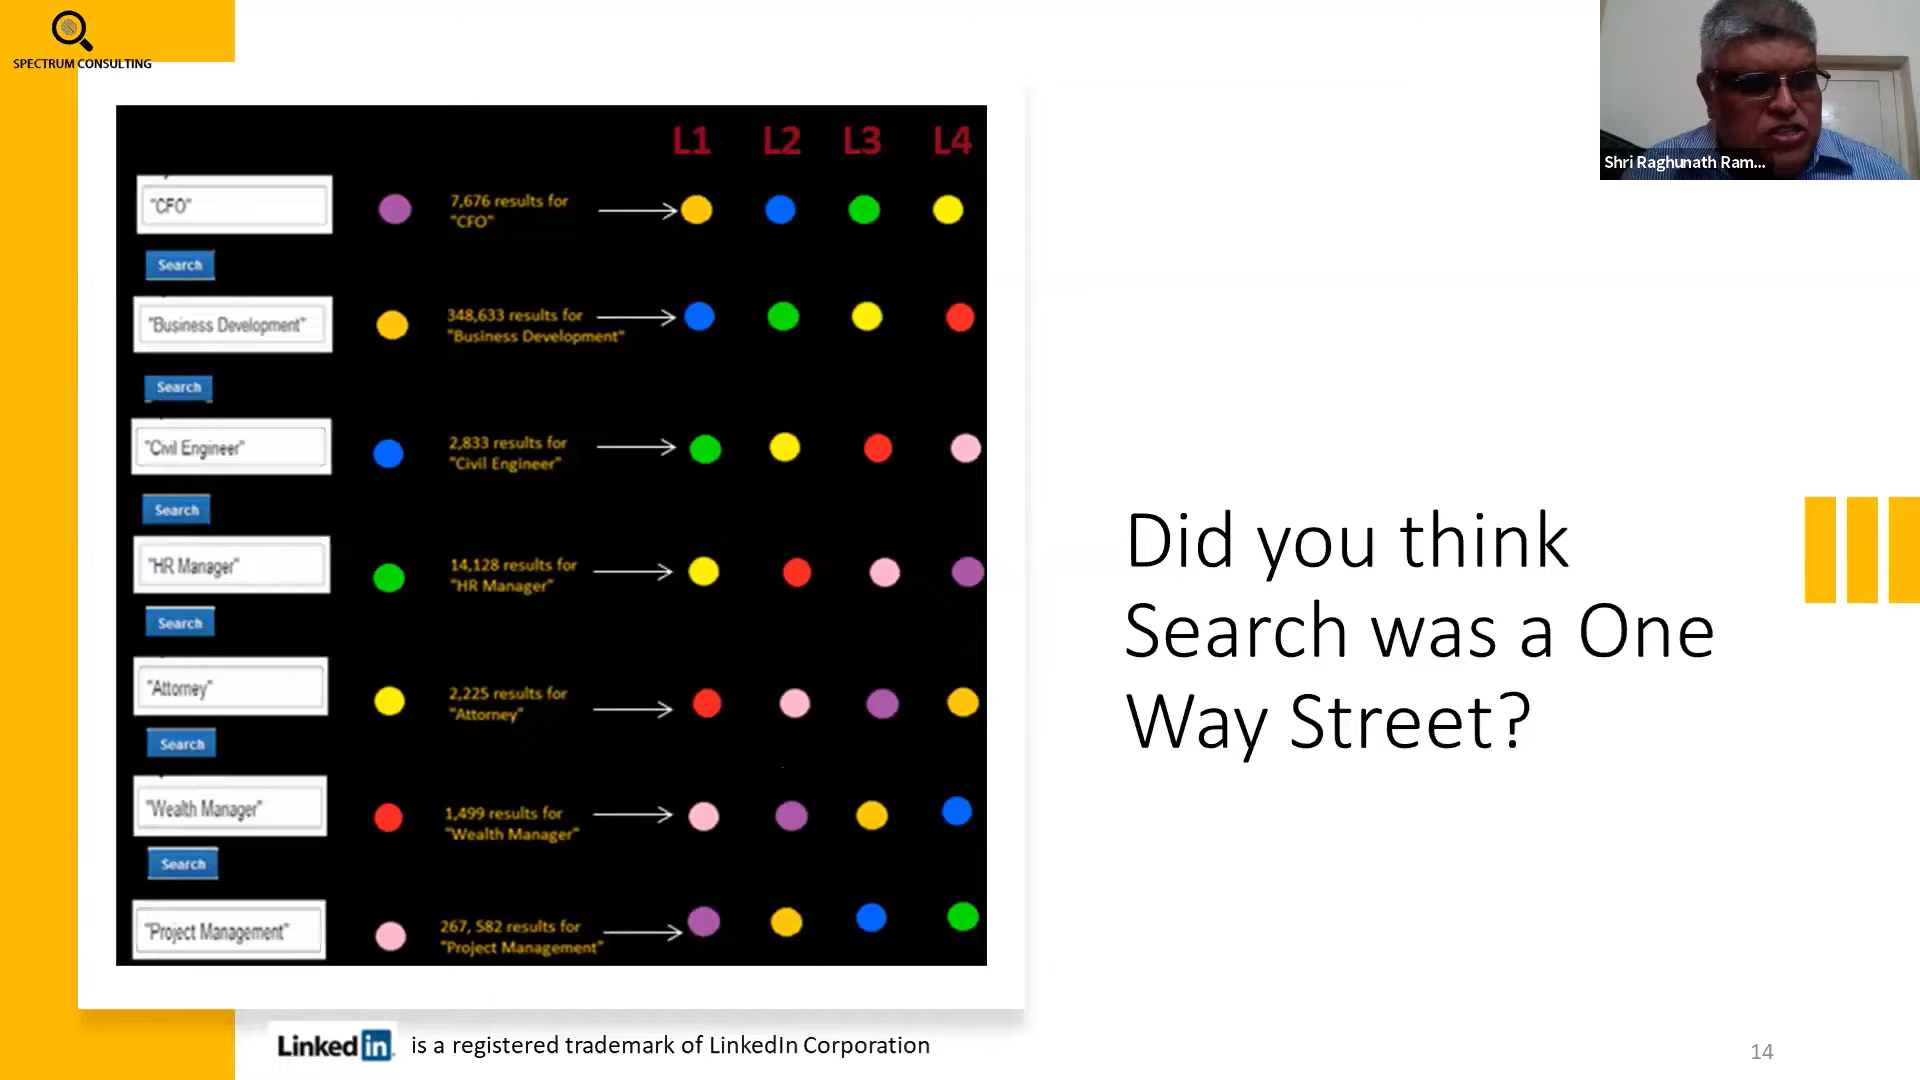 SPECTRUM CONSULTING
Shri Raghunath Ram...
L1 L2 L3 L4
"CFO"
7,676 results for
"CFO"
Search
"Business Development"
348,633 results for
"Business Development"
Search
"Civil Engineer"
2,833 results for
"Civil Engineer"
Search
"HR Manager"
14,128 results for
"HR Manager"
Search
"Attorney"
2,225 results for
"Attorney"
Search
"Wealth Manager"
1,499 results for
"Wealth Manager"
Search
"Project Management"
267, 582 results for
"Project Management"
Did you think
Search was a One
Way Street?
Linked in is a registered trademark of LinkedIn Corporation
14